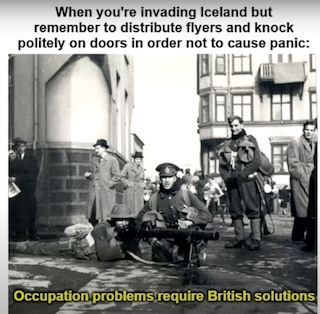 When you're invading Iceland but
remember to distribute flyers and knock
politely on doors in order not to cause panic:
Occupation problems require British solutions